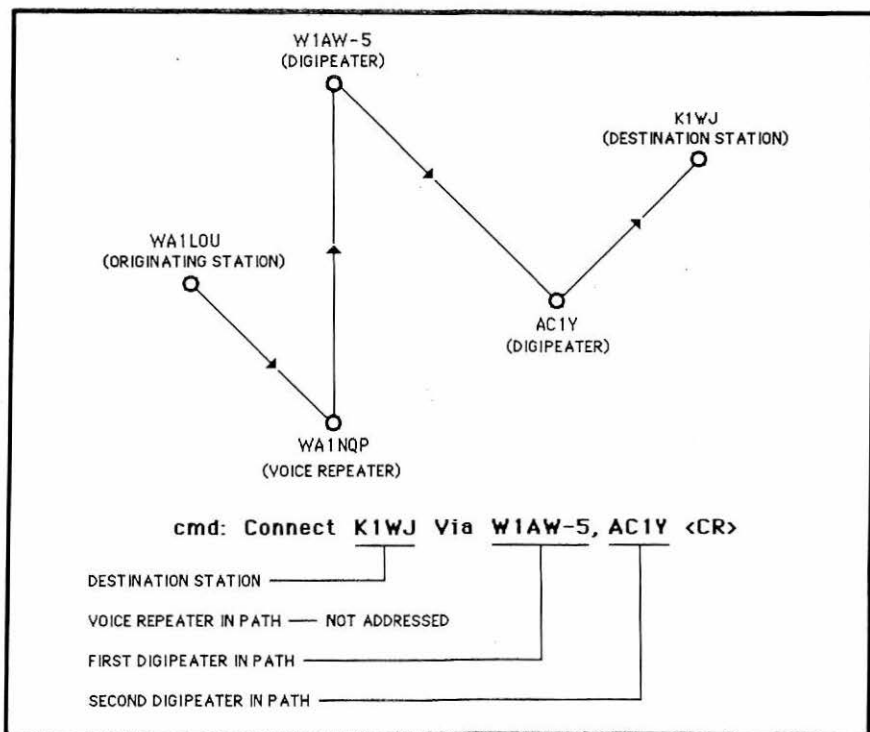 W1AW-5
(DIGIPEATER)
K1WJ
(DESTINATION STATION)
WA1LOU
(ORIGINATING STATION)
AC1Y
(DIGIPEATER)
WA1NQP
(VOICE REPEATER)
cmd: Connect K1WJ Via W1AW-5, AC1Y <CR>
DESTINATION STATION
VOICE REPEATER IN PATH — NOT ADDRESSED
FIRST DIGIPEATER IN PATH
SECOND DIGIPEATER IN PATH